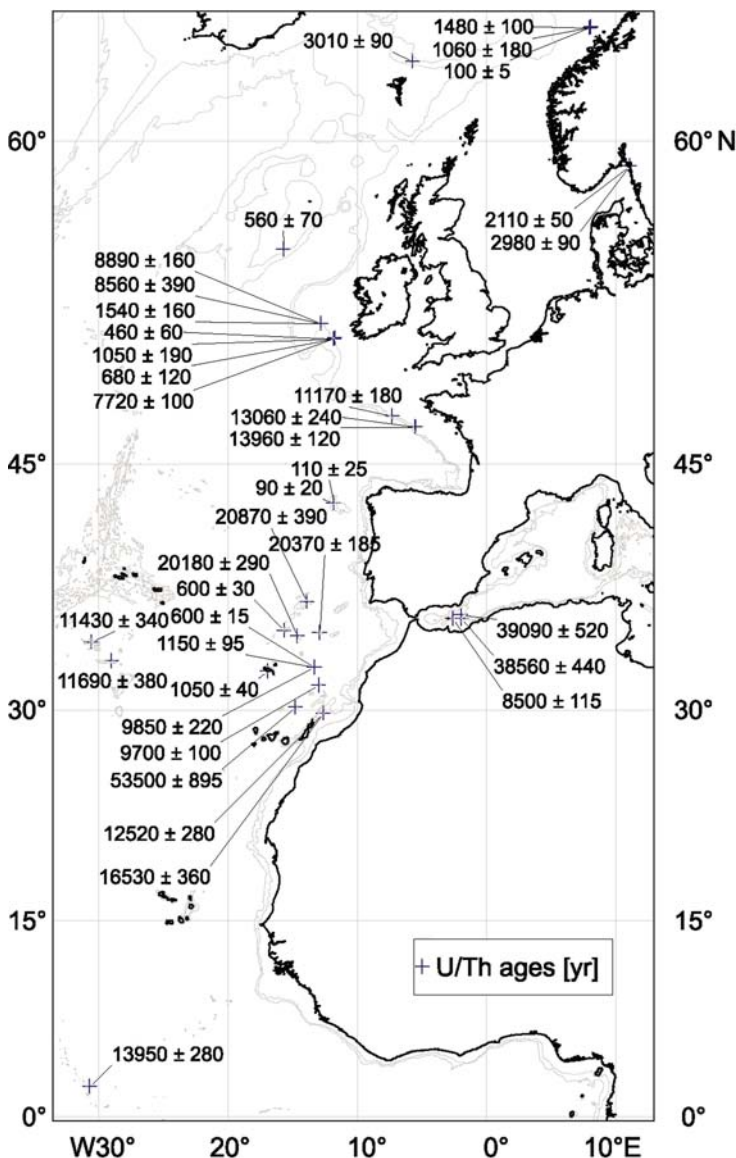 1480 ± 100
3010 ± 90
1060 ± 180
100 ± 5
60°
60° N
560 ± 70
2110 ± 50
2980 ± 90
8890 ± 160
8560 ± 390
1540 ± 160
460 ± 60
1050 ± 190
680 ± 120
7720 ± 100
11170 ± 180
13060 ± 240
13960 ± 120
45°
45°
110 ± 25
90 ± 20
20870 ± 390
20370 ± 185
20180 ± 290
600 ± 30
11430 ± 340
600 ± 15
1150 ± 95
39090 ± 520
38560 ± 440
11690 ± 380
1050 ± 40
8500 ± 115
30°
30°
9850 ± 220
9700 ± 100
53500 ± 895
12520 ± 280
16530 ± 360
15°
15°
+ U/Th ages [yr]
13950 ± 280
0°
0°
W30° 20° 10° 0° 10°E